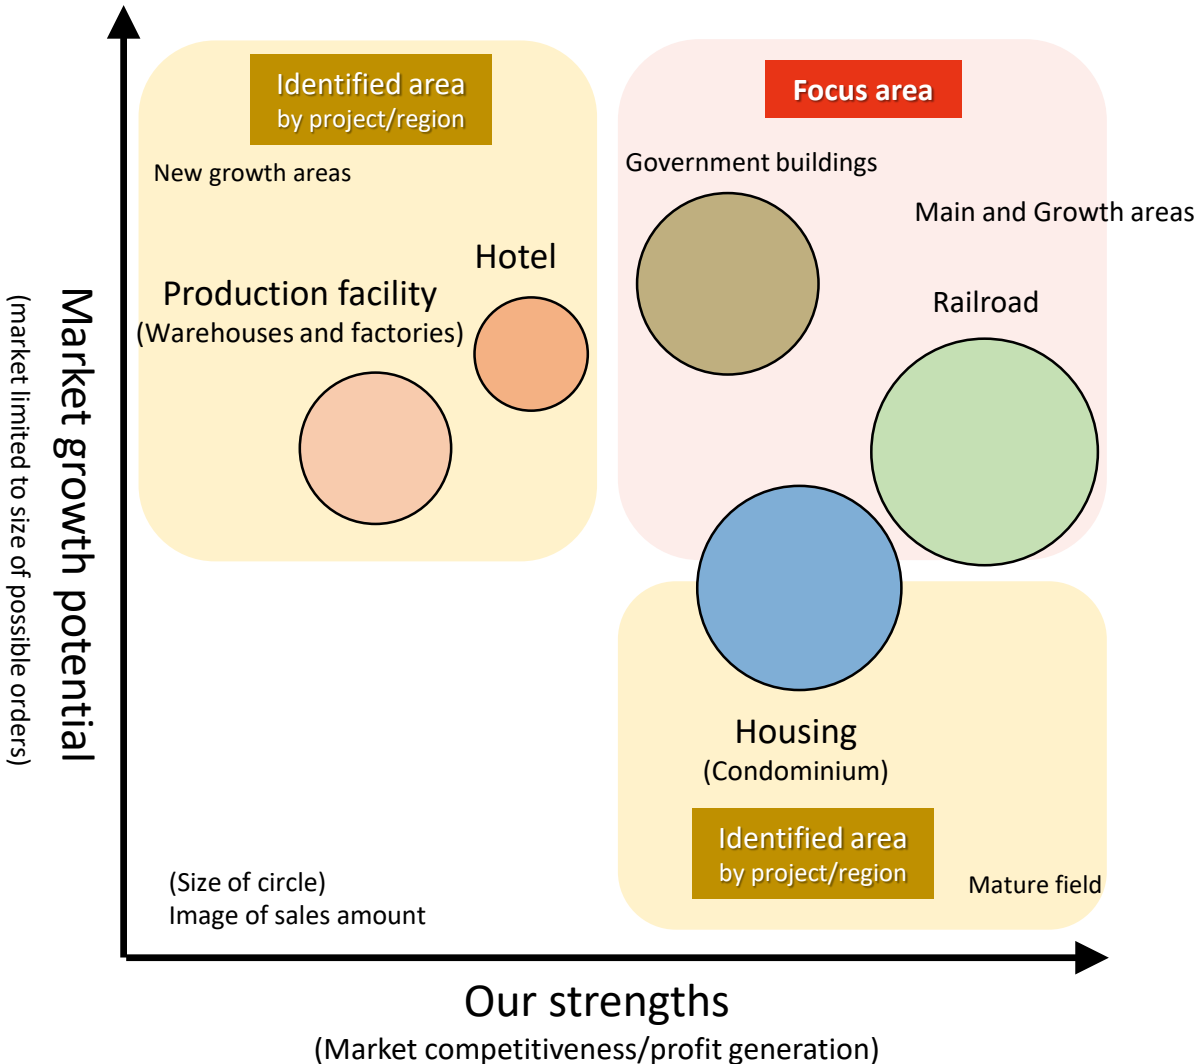 Identified area
by project/region
New growth areas
Hotel
Production facility
(Warehouses and factories)
Focus area
Government buildings
Main and Growth areas
Railroad
Housing
(Condominium)
Identified area
by project/region
Mature field
(Size of circle)
Image of sales amount
Market growth potential
(market limited to size of possible orders)
Our strengths
(Market competitiveness/profit generation)